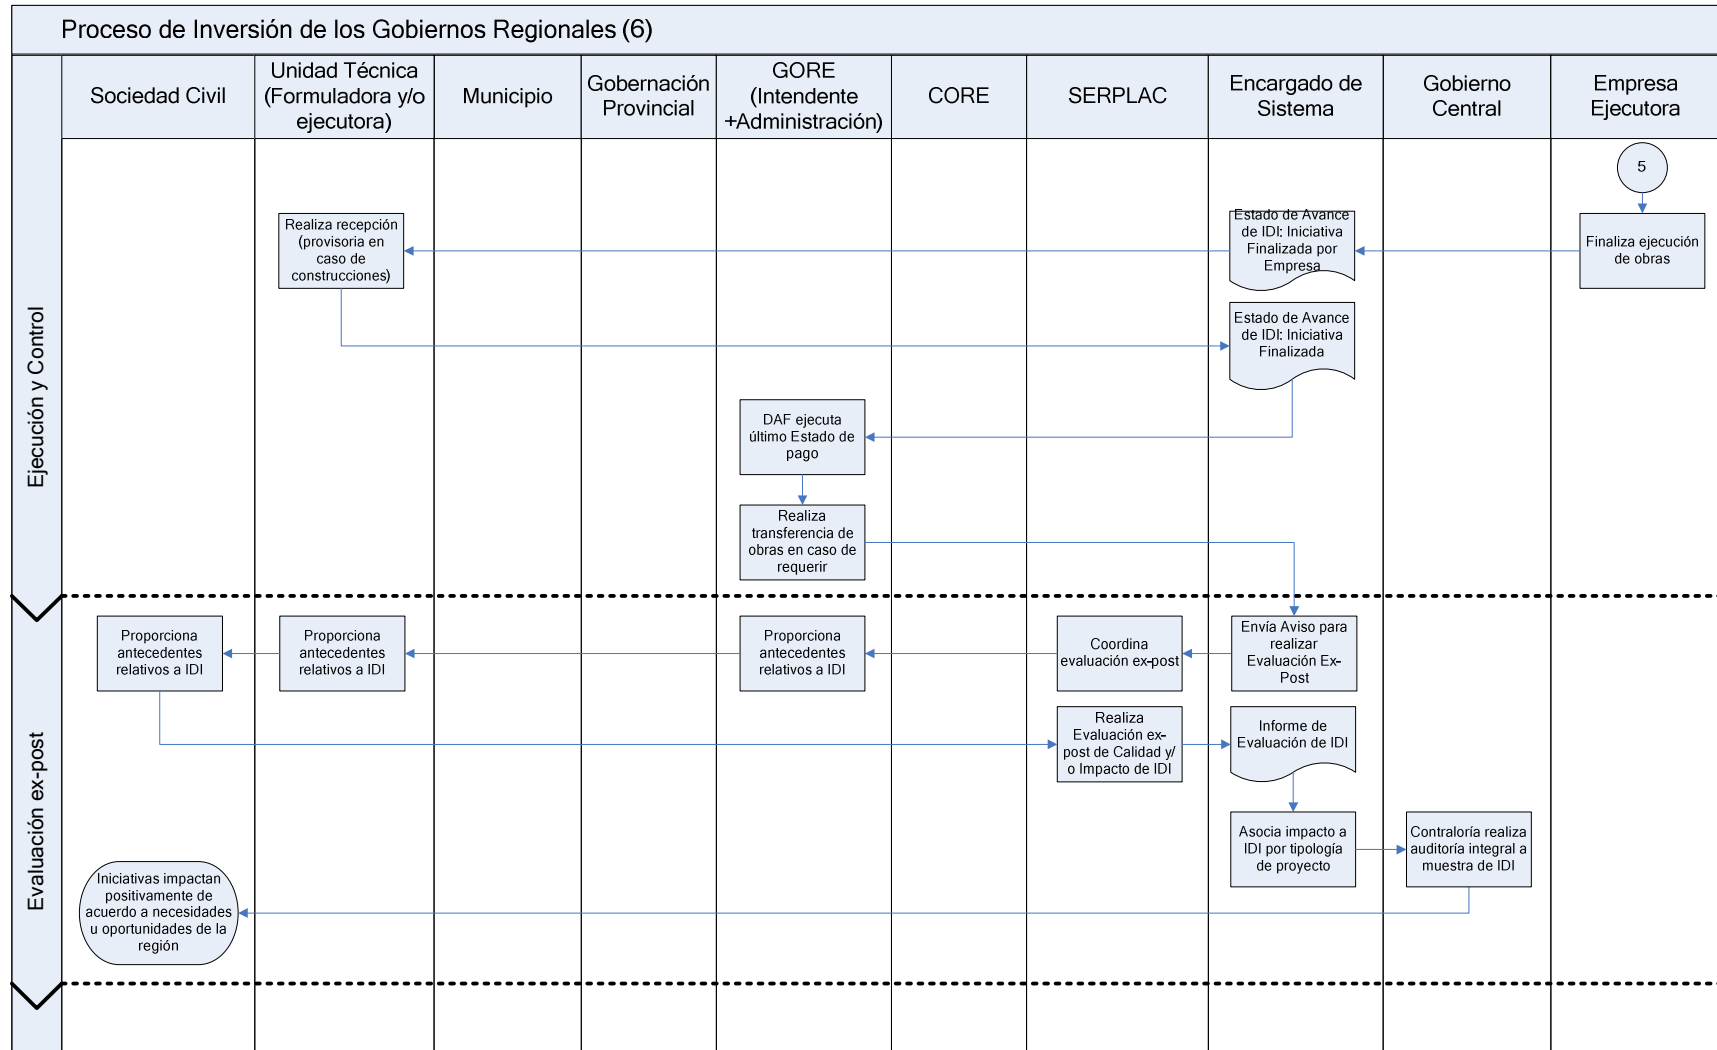 Proceso de Inversión de los Gobiernos Regionales (6)
Sociedad Civil
Unidad Técnica
(Formuladora y/o
ejecutora)
Municipio
Gobernación
Provincial
GORE
(Intendente
+Administración)
CORE
SERPLAC
Encargado de
Sistema
Gobierno
Central
Empresa
Ejecutora
Ejecución y Control
5
Realiza recepción
(provisoria en
caso de
construcciones)
Estado de Avance
de IDI: Iniciativa
Finalizada por
Empresa
Finaliza ejecución
de obras
Estado de Avance
de IDI: Iniciativa
Finalizada
DAF ejecuta
último Estado de
pago
Realiza
transferencia de
obras en caso de
requerir
Evaluación ex-post
Proporciona
antecedentes
relativos a IDI
Proporciona
antecedentes
relativos a IDI
Proporciona
antecedentes
relativos a IDI
Coordina
evaluación ex-post
Envía Aviso para
realizar
Evaluación Ex-
Post
Realiza
Evaluación ex-
post de Calidad y/
o Impacto de IDI
Informe de
Evaluación de IDI
Asocia impacto a
IDI por tipología
de proyecto
Contraloría realiza
auditoría integral a
muestra de IDI
Iniciativas impactan
positivamente de
acuerdo a necesidades
u oportunidades de la
región